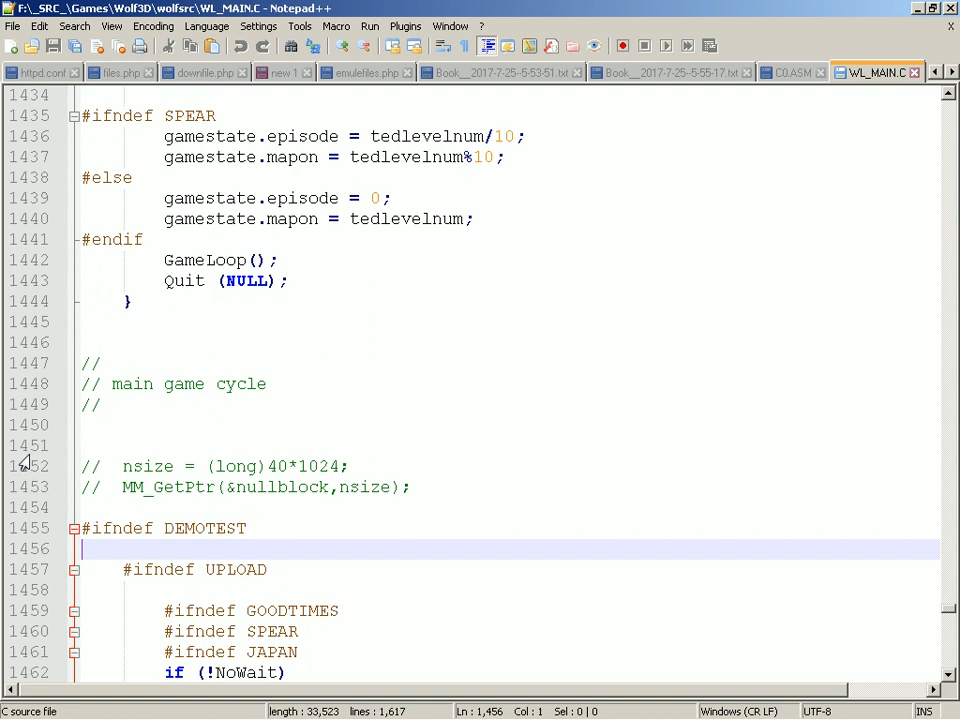 F:\_SRC_\Games\Wolf3D\wolfsrc\WL_MAIN.C - Notepad++
File Edit Search View Encoding Language Settings Tools Macro Run Plugins Window ? X
httpd.conf files.php downfile.php new 1 emulefiles.php Book__2017-7-25--5-53-51.txt Book__2017-7-25--5-55-17.txt C0.ASM WL_MAIN.C
1434
1435 #ifndef SPEAR
1436 gamestate.episode = tedlevelnum/10;
1437 gamestate.mapon = tedlevelnum%10;
1438 #else
1439 gamestate.episode = 0;
1440 gamestate.mapon = tedlevelnum;
1441 #endif
1442 GameLoop();
1443 Quit (NULL);
1444 }
1445
1446
1447 //
1448 // main game cycle
1449 //
1450
1451
1452 // nsize = (long)40*1024;
1453 // MM_GetPtr(&nullblock,nsize);
1454
1455 #ifndef DEMOTEST
1456
1457 #ifndef UPLOAD
1458
1459 #ifndef GOODTIMES
1460 #ifndef SPEAR
1461 #ifndef JAPAN
1462 if (!NoWait)
length : 33,523 lines : 1,617 Ln : 1,456 Col : 1 Sel : 0 | 0 Windows (CR LF) UTF-8 INS